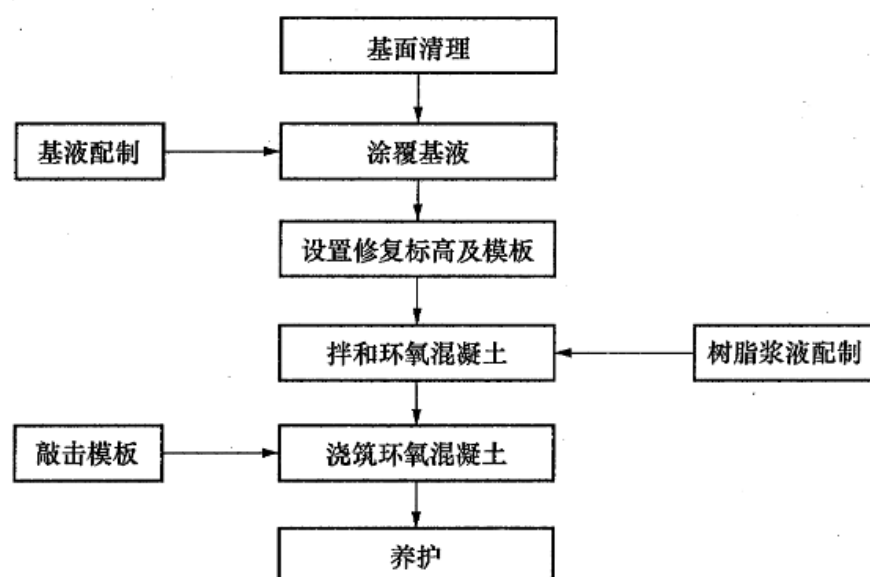 基面清理
基液配制
涂覆基液
设置修复标高及模板
拌和环氧混凝土
树脂浆液配制
敲击模板
浇筑环氧混凝土
养护